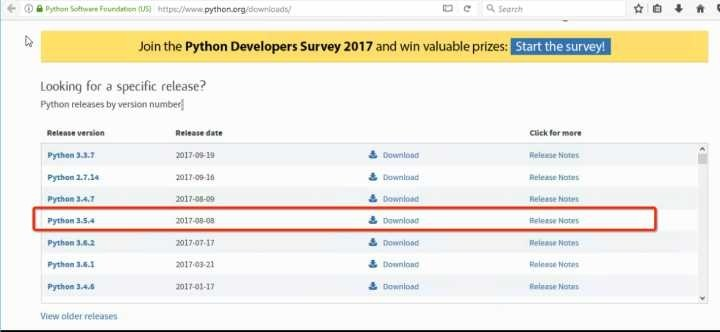 Python Software Foundation (US) https://www.python.org/downloads/ Search
Join the Python Developers Survey 2017 and win valuable prizes: Start the survey!
Looking for a specific release?
Python releases by version number:
Release version Release date Click for more
Python 3.3.7 2017-09-19 Download Release Notes
Python 2.7.14 2017-09-16 Download Release Notes
Python 3.4.7 2017-08-09 Download Release Notes
Python 3.5.4 2017-08-08 Download Release Notes
Python 3.6.2 2017-07-17 Download Release Notes
Python 3.6.1 2017-03-21 Download Release Notes
Python 3.4.6 2017-01-17 Download Release Notes
View older releases